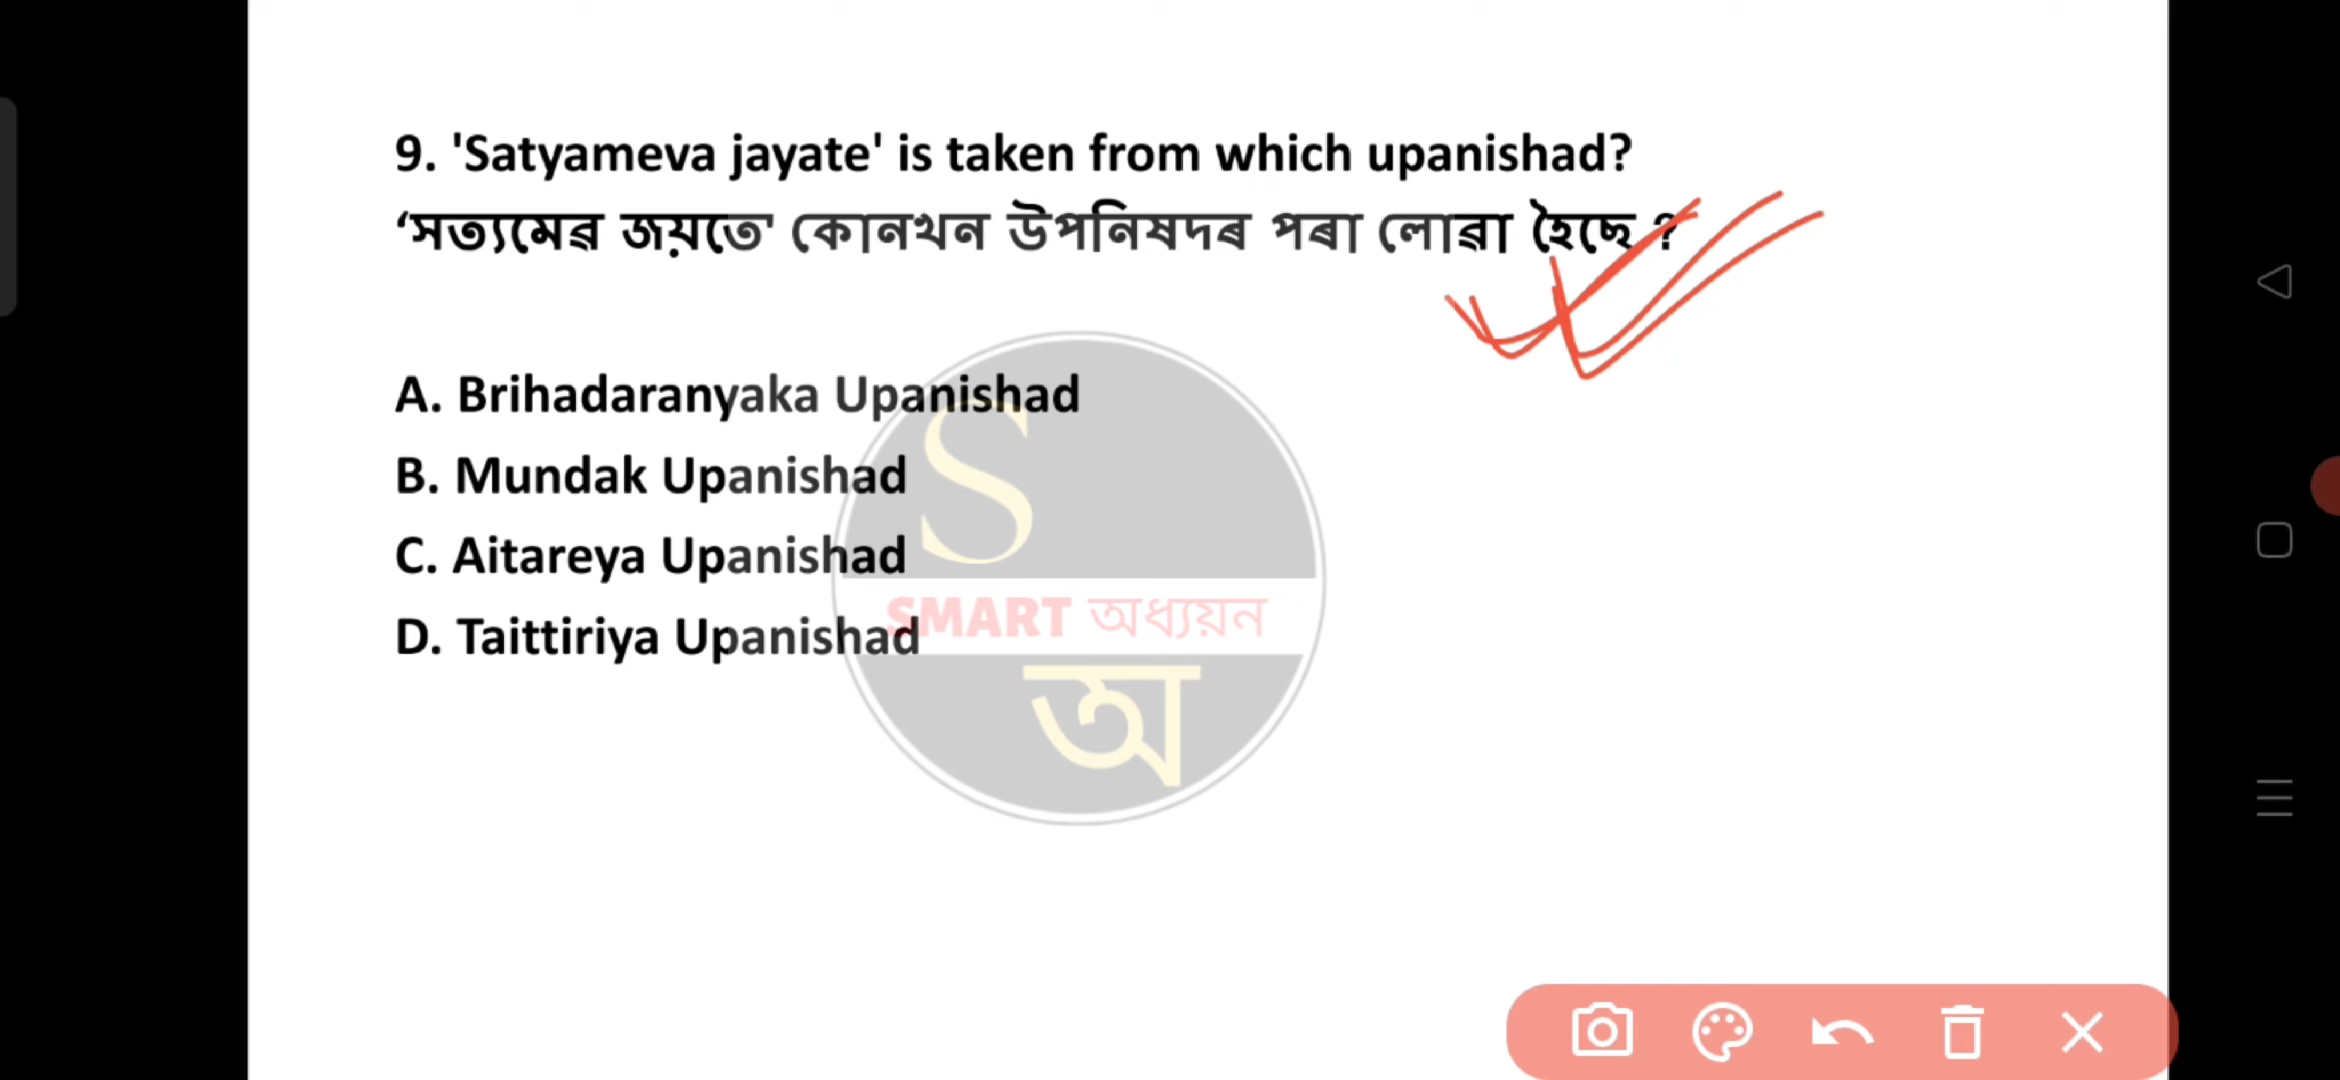 9. 'Satyameva jayate' is taken from which upanishad?
‘সত্যমেৱ জয়তে' কোনখন উপনিষদৰ পৰা লোৱা হৈছে ?
A. Brihadaranyaka Upanishad
B. Mundak Upanishad
C. Aitareya Upanishad
D. Taittiriya Upanishad
S
SMART অধ্যয়ন
অ